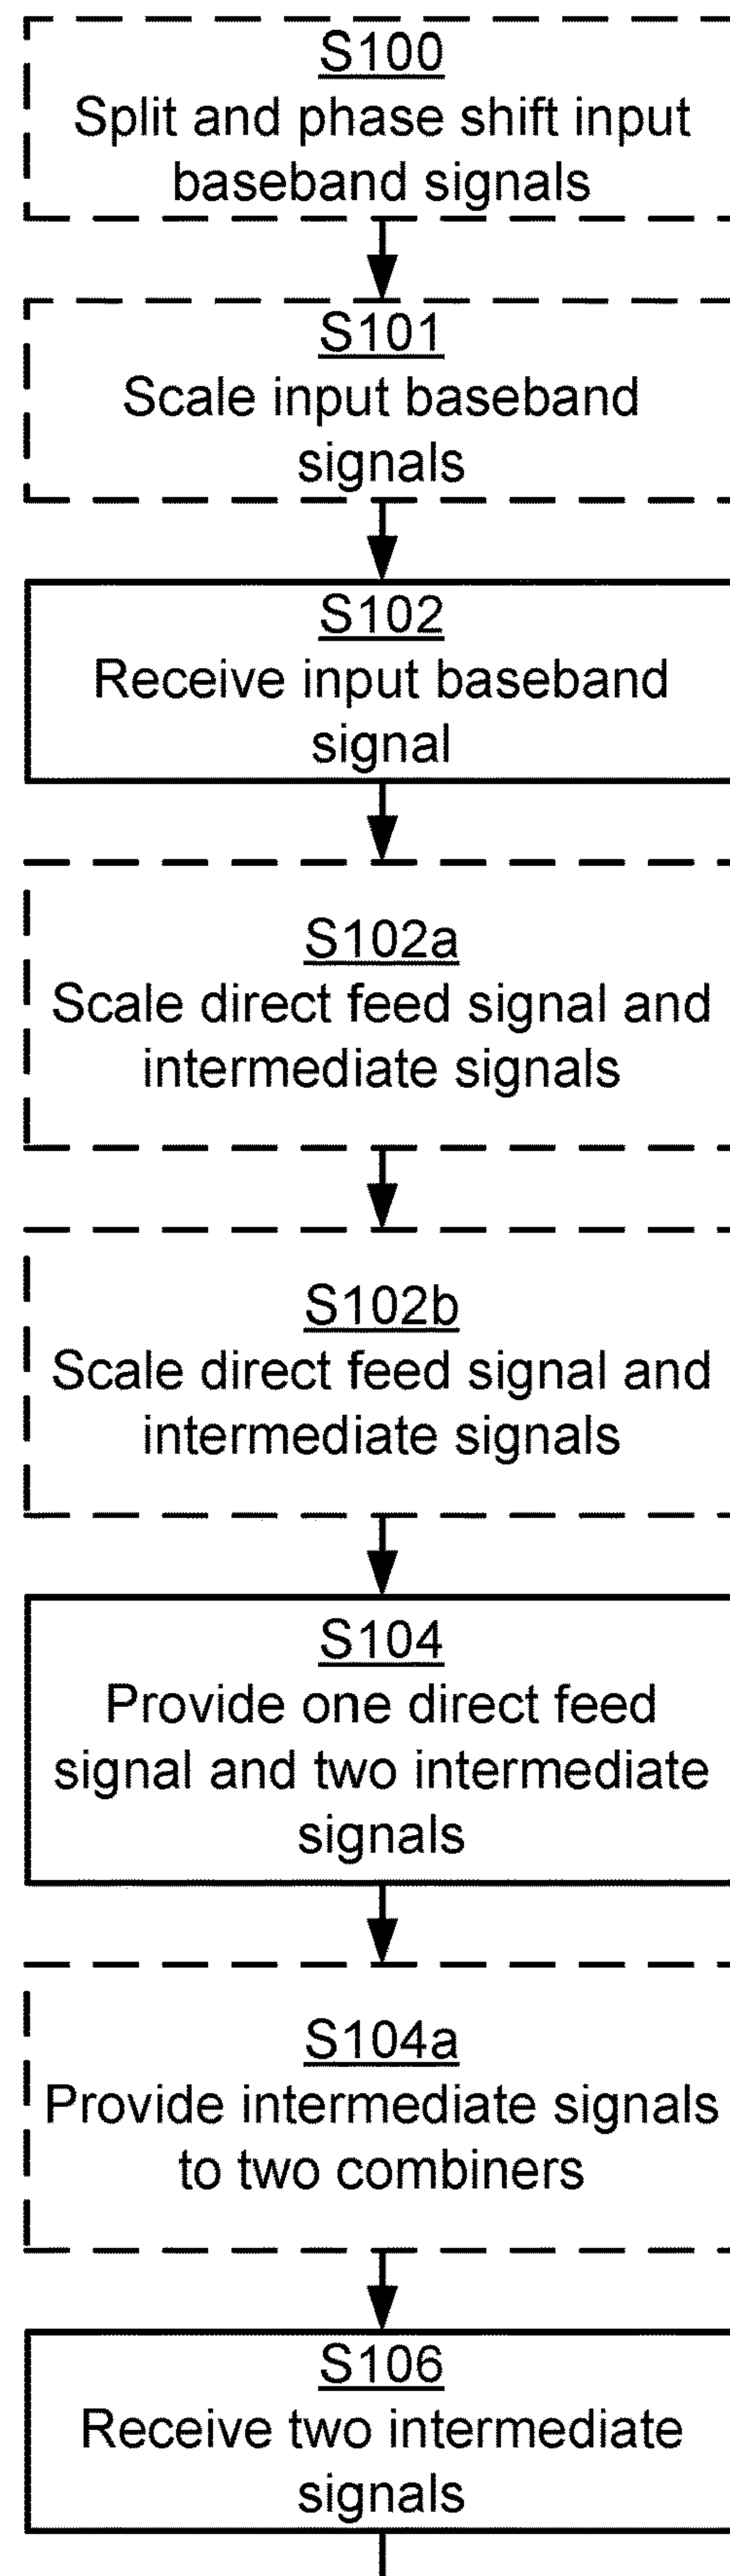 S100
Split and phase shift input
baseband signals
S101
Scale input baseband
signals
S102
Receive input baseband
signal
S102a
Scale direct feed signal and
intermediate signals
S102b
Scale direct feed signal and
intermediate signals
S104
Provide one direct feed
signal and two intermediate
signals
S104a
Provide intermediate signals
to two combiners
S106
Receive two intermediate
signals